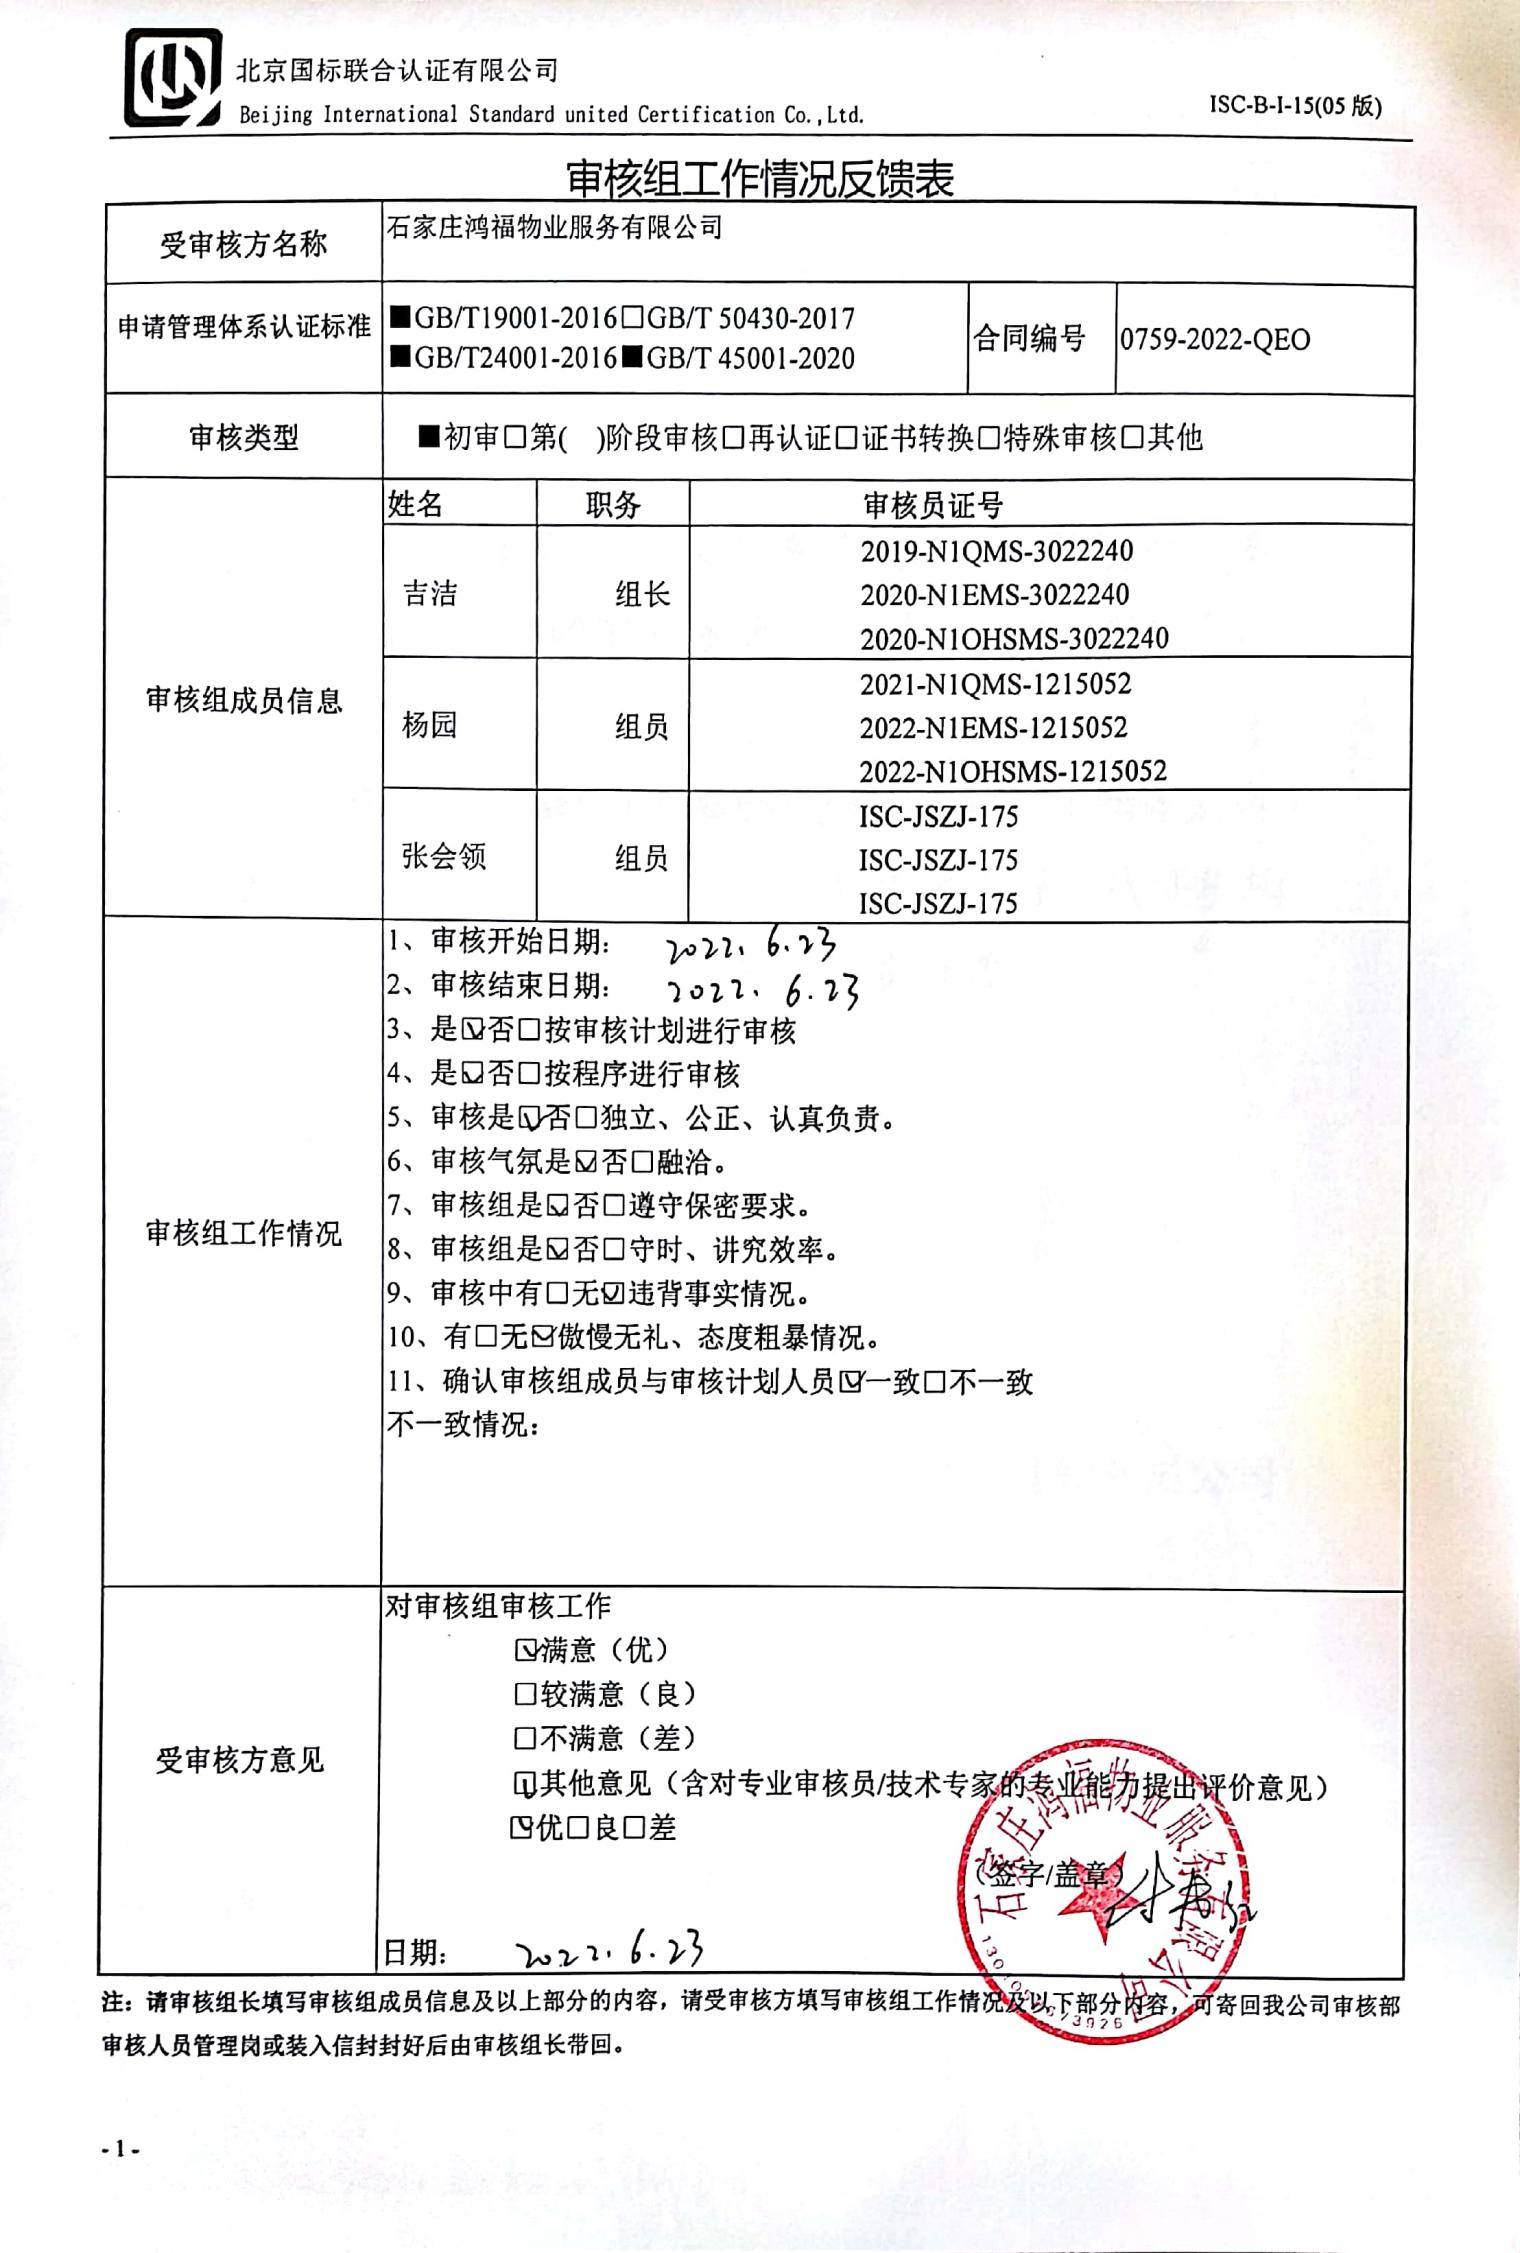 北京国标联合认证有限公司
Beijing International Standard united Certification Co.,Ltd.
ISC-B-I-15(05 版)
审核组工作情况反馈表
受审核方名称
石家庄鸿福物业服务有限公司
申请管理体系认证标准
■GB/T19001-2016□GB/T 50430-2017
■GB/T24001-2016■GB/T 45001-2020
合同编号
0759-2022-QEO
审核类型
■初审□第( )阶段审核□再认证□证书转换□特殊审核□其他
审核组成员信息
姓名 职务 审核员证号
吉洁 组长
2019-N1QMS-3022240
2020-N1EMS-3022240
2020-N1OHSMS-3022240
杨园 组员
2021-N1QMS-1215052
2022-N1EMS-1215052
2022-N1OHSMS-1215052
张会领 组员
ISC-JSZJ-175
ISC-JSZJ-175
ISC-JSZJ-175
审核组工作情况
1、审核开始日期： 2022.6.23
2、审核结束日期： 2022.6.23
3、是☑否□按审核计划进行审核
4、是☑否□按程序进行审核
5、审核是☑否□独立、公正、认真负责。
6、审核气氛是☑否□融洽。
7、审核组是☑否□遵守保密要求。
8、审核组是☑否□守时、讲究效率。
9、审核中有□无☑违背事实情况。
10、有□无☑傲慢无礼、态度粗暴情况。
11、确认审核组成员与审核计划人员☑一致□不一致
不一致情况：
受审核方意见
对审核组审核工作
☑满意（优）
□较满意（良）
□不满意（差）
☑其他意见（含对专业审核员/技术专家的专业能力提出评价意见）
☑优□良□差
（签字/盖章）
石家庄鸿福物业服务有限公司
日期： 2022.6.23
注：请审核组长填写审核组成员信息及以上部分的内容，请受审核方填写审核组工作情况及以下部分内容，可寄回我公司审核部
审核人员管理岗或装入信封封好后由审核组长带回。
-1-